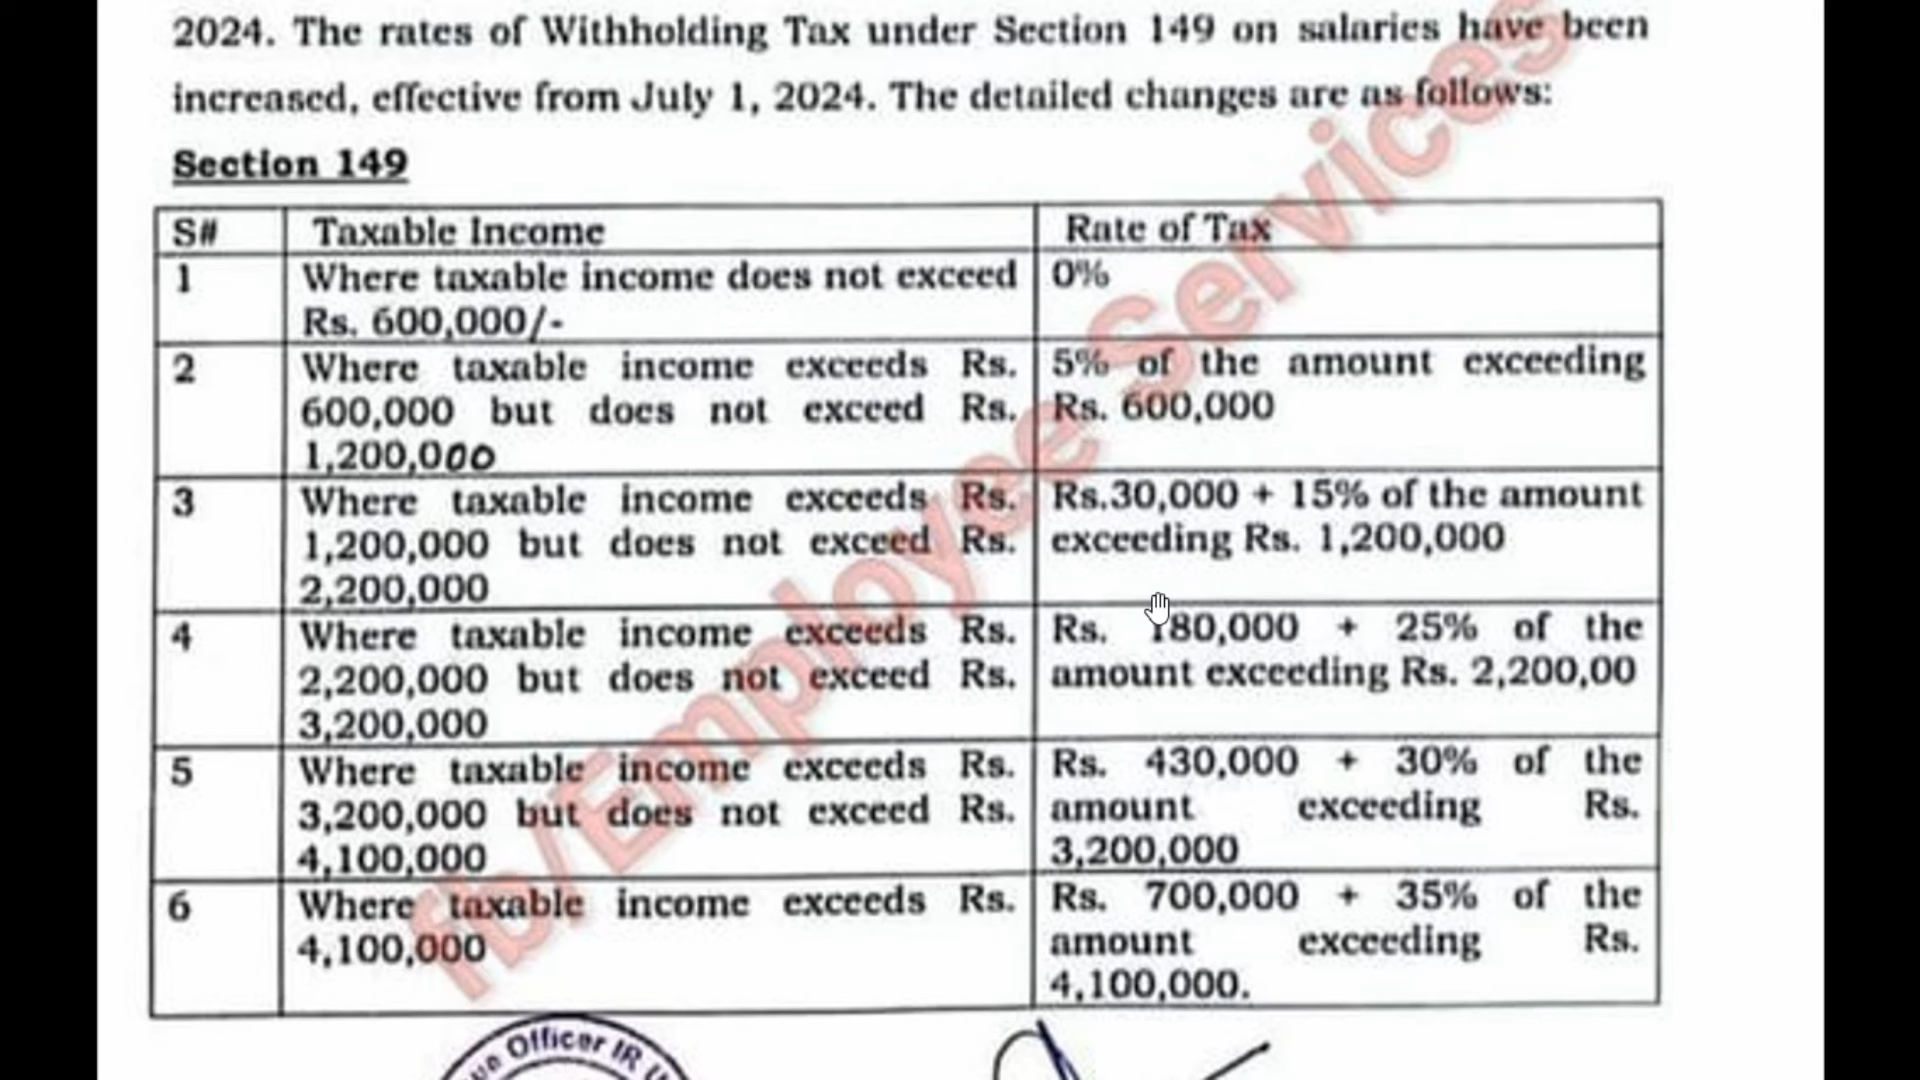 2024. The rates of Withholding Tax under Section 149 on salaries have been
increased, effective from July 1, 2024. The detailed changes are as follows:
Section 149
S# Taxable Income Rate of Tax
1 Where taxable income does not exceed 0%
Rs. 600,000/-
2 Where taxable income exceeds Rs. 5% of the amount exceeding
600,000 but does not exceed Rs. Rs. 600,000
1,200,000
3 Where taxable income exceeds Rs. Rs.30,000 + 15% of the amount
1,200,000 but does not exceed Rs. exceeding Rs. 1,200,000
2,200,000
4 Where taxable income exceeds Rs. Rs. 180,000 + 25% of the
2,200,000 but does not exceed Rs. amount exceeding Rs. 2,200,00
3,200,000
5 Where taxable income exceeds Rs. Rs. 430,000 + 30% of the
3,200,000 but does not exceed Rs. amount exceeding Rs.
4,100,000 3,200,000
6 Where taxable income exceeds Rs. Rs. 700,000 + 35% of the
4,100,000 amount exceeding Rs.
4,100,000.
fb/Employee Services
Officer IR